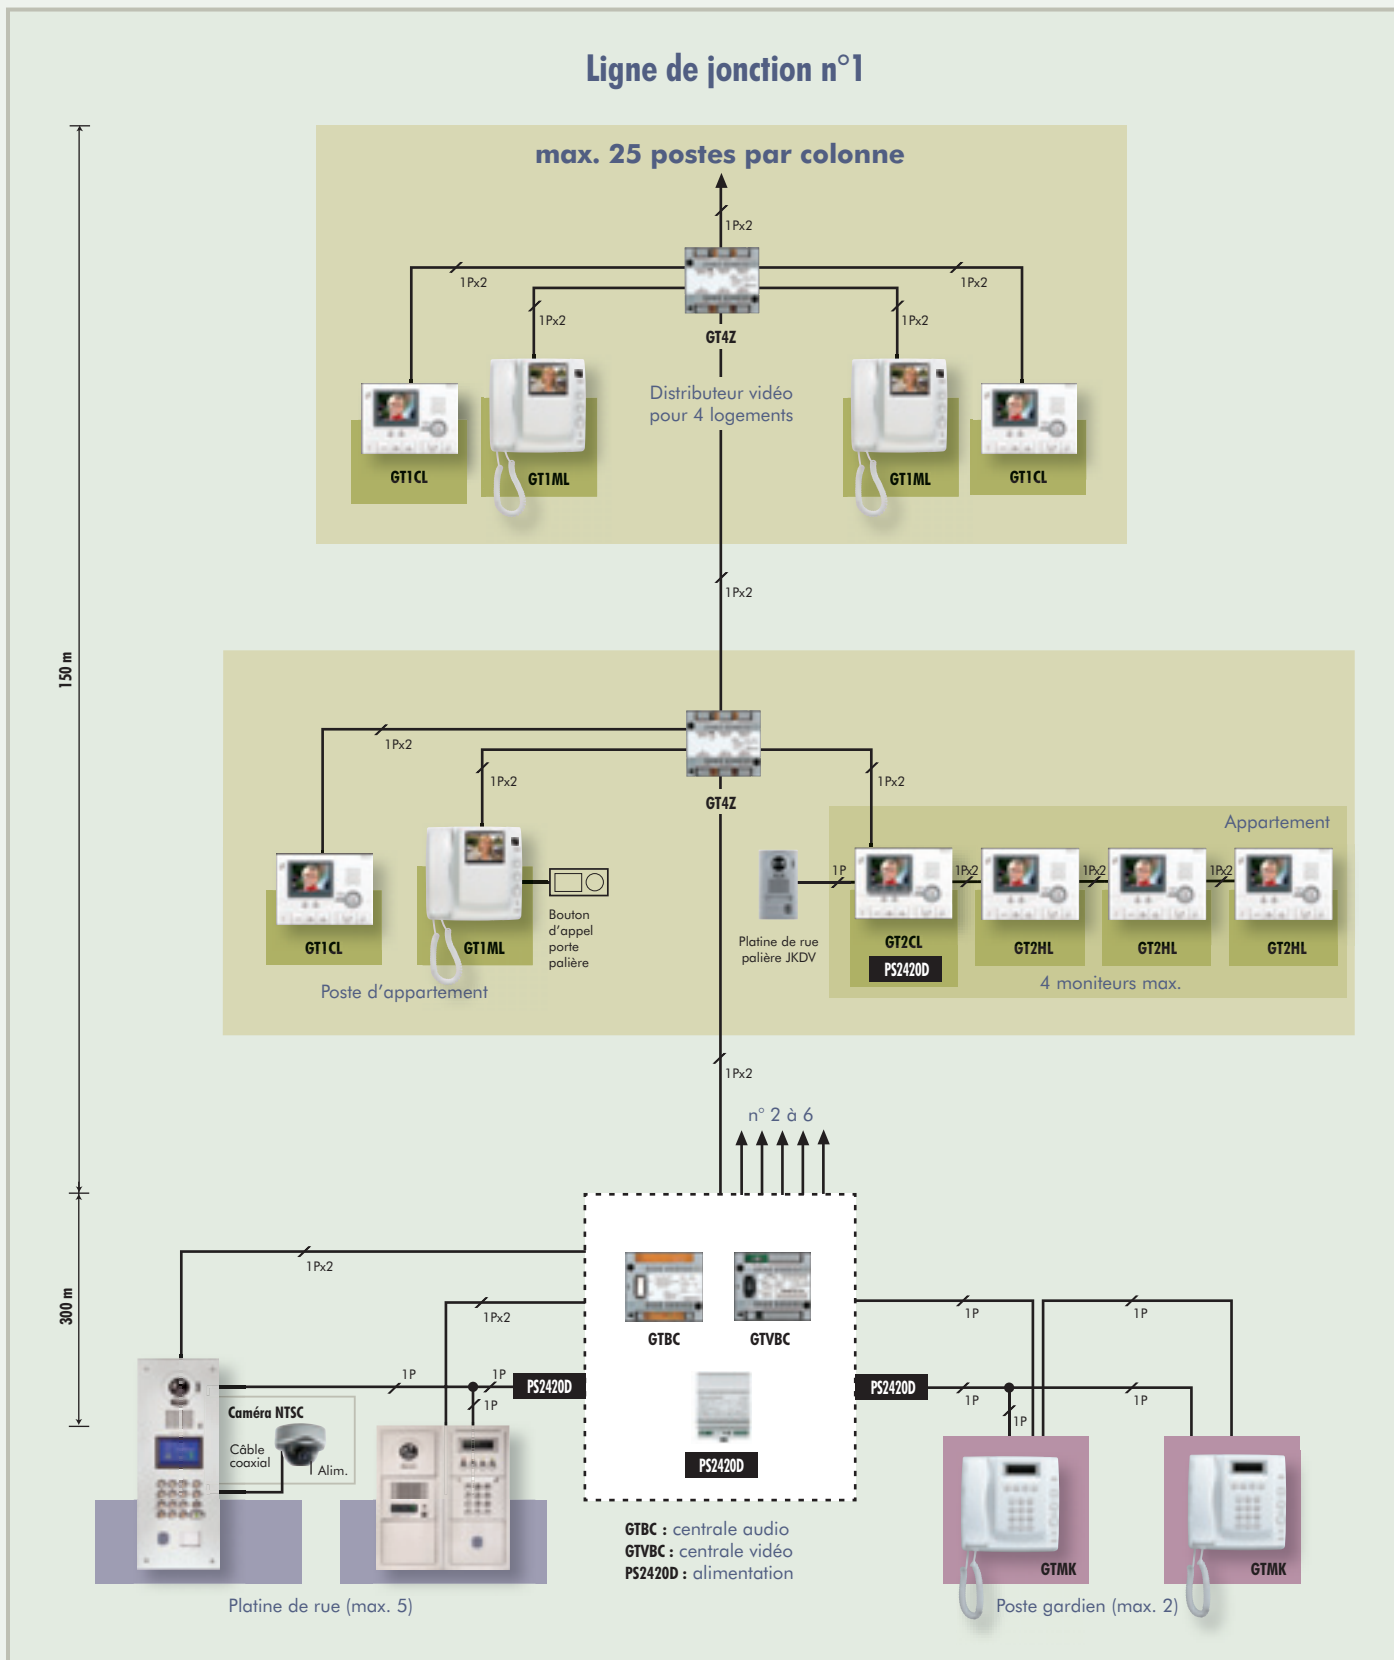 Ligne de jonction n°1
max. 25 postes par colonne
1Px2
1Px2
1Px2
1Px2
1Px2
GT4Z
Distributeur vidéo
pour 4 logements
GT1CL
GT1ML
GT1ML
GT1CL
1Px2
150 m
1Px2
1Px2
1Px2
GT4Z
Appartement
1P
1Px2
1Px2
1Px2
GT1CL
GT1ML
Bouton
d'appel
porte
palière
Platine de rue
palière JKDV
GT2CL
PS2420D
GT2HL
GT2HL
GT2HL
Poste d'appartement
4 moniteurs max.
1Px2
n° 2 à 6
300 m
1Px2
1Px2
GTBC
GTVBC
1P
1P
1P
1P
PS2420D
1P
PS2420D
1P
1P
1P
Caméra NTSC
Câble
coaxial
Alim.
PS2420D
GTBC : centrale audio
GTVBC : centrale vidéo
PS2420D : alimentation
GTMK
GTMK
Platine de rue (max. 5)
Poste gardien (max. 2)